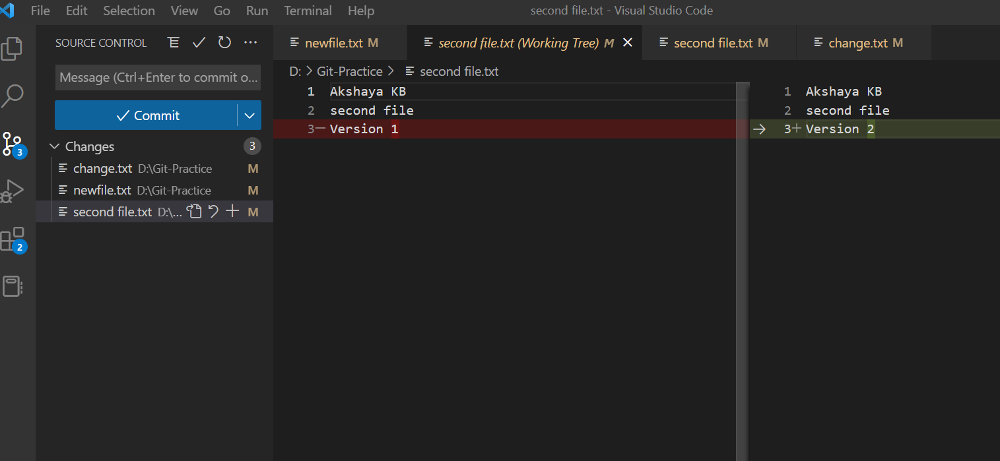 File Edit Selection View Go Run Terminal Help second file.txt - Visual Studio Code
SOURCE CONTROL
newfile.txt M second file.txt (Working Tree) M second file.txt M change.txt M
D: > Git-Practice > second file.txt
Message (Ctrl+Enter to commit o...
Commit
Changes 3
change.txt D:\Git-Practice M
newfile.txt D:\Git-Practice M
second file.txt D:\... M
3
2
1 Akshaya KB
2 second file
3− Version 1
1 Akshaya KB
2 second file
3+ Version 2